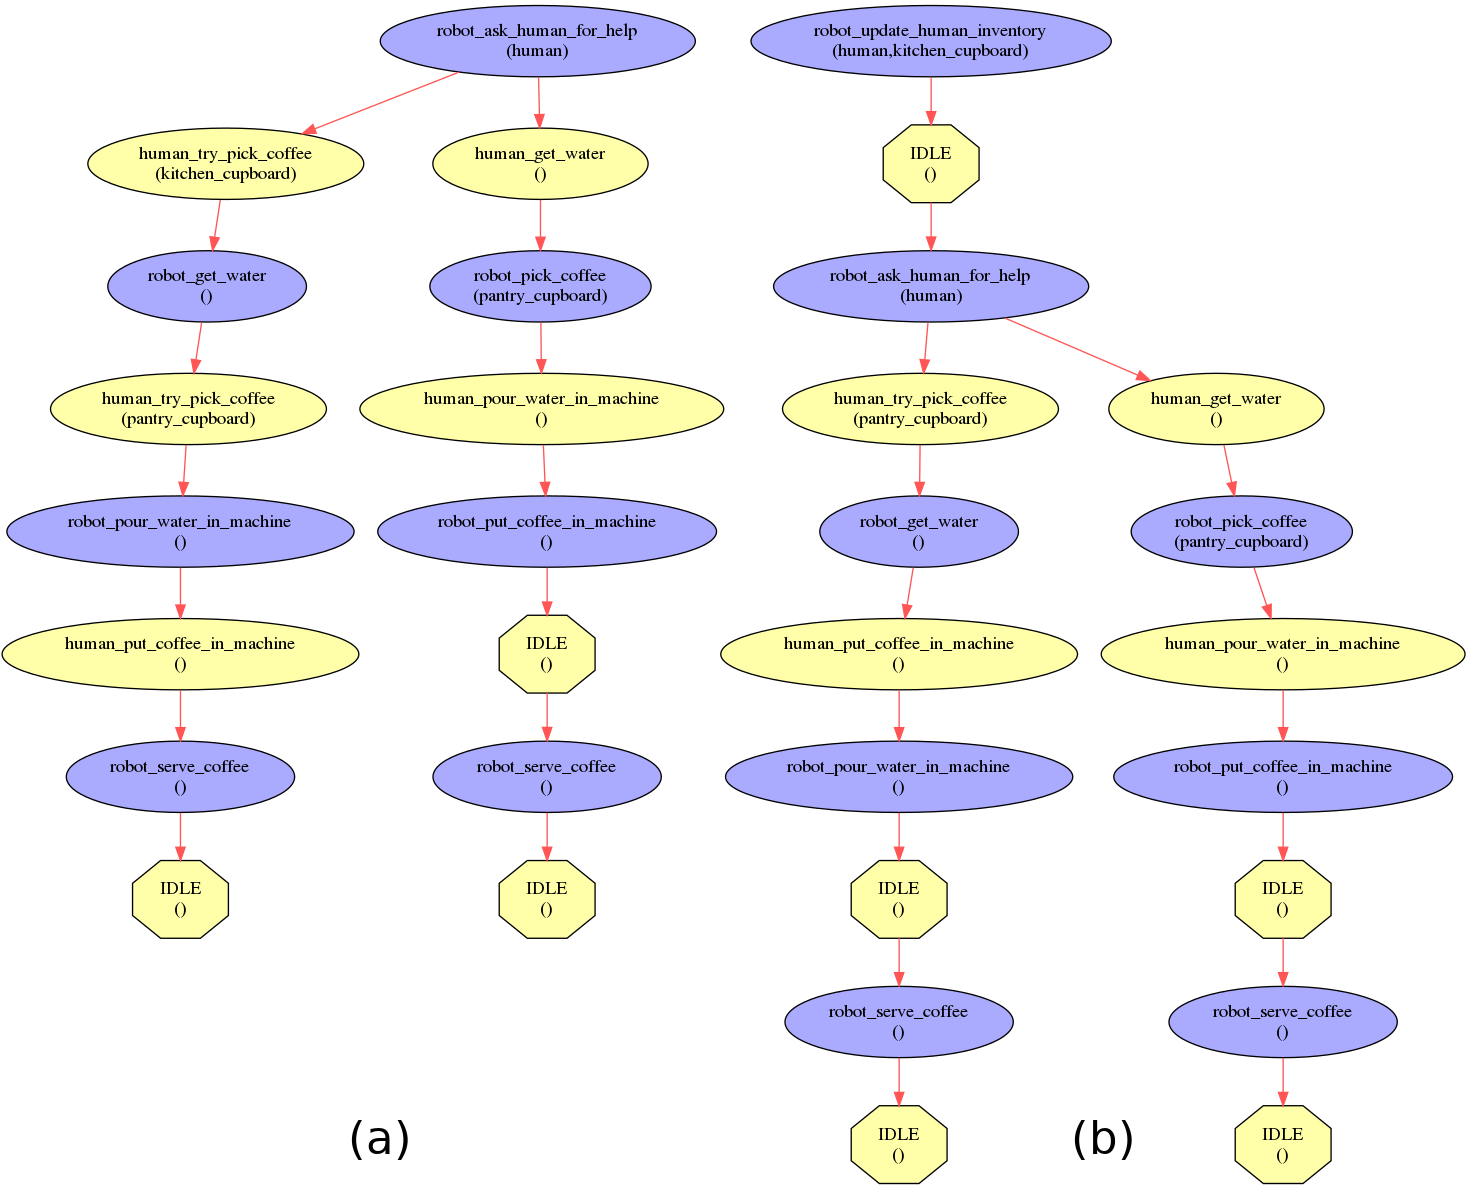 robot_ask_human_for_help
(human)
human_try_pick_coffee
(kitchen_cupboard)
robot_get_water
()
human_try_pick_coffee
(pantry_cupboard)
robot_pour_water_in_machine
()
human_put_coffee_in_machine
()
robot_serve_coffee
()
IDLE
()
human_get_water
()
robot_pick_coffee
(pantry_cupboard)
human_pour_water_in_machine
()
robot_put_coffee_in_machine
()
IDLE
()
robot_serve_coffee
()
IDLE
()
(a)
robot_update_human_inventory
(human,kitchen_cupboard)
IDLE
()
robot_ask_human_for_help
(human)
human_try_pick_coffee
(pantry_cupboard)
robot_get_water
()
human_put_coffee_in_machine
()
robot_pour_water_in_machine
()
IDLE
()
robot_serve_coffee
()
IDLE
()
human_get_water
()
robot_pick_coffee
(pantry_cupboard)
human_pour_water_in_machine
()
robot_put_coffee_in_machine
()
IDLE
()
robot_serve_coffee
()
IDLE
()
(b)